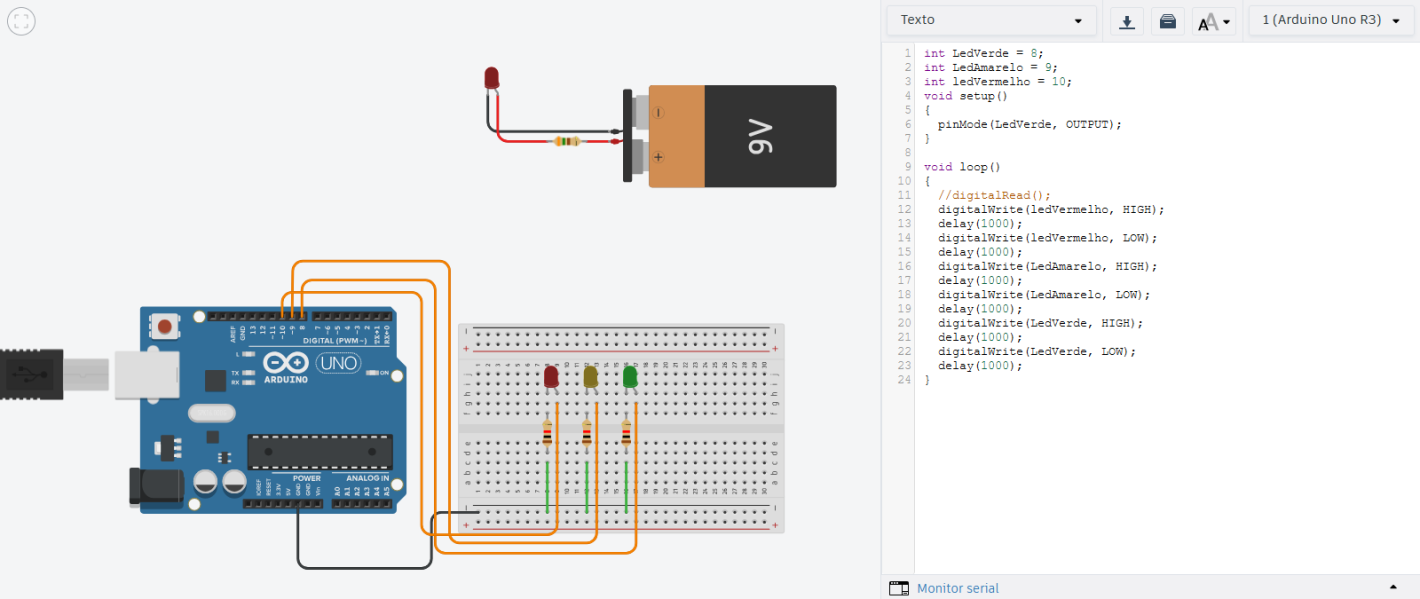 Texto
1 (Arduino Uno R3)
1 int LedVerde = 8;
2 int LedAmarelo = 9;
3 int ledVermelho = 10;
4 void setup()
5 {
6 pinMode(LedVerde, OUTPUT);
7 }
8
9 void loop()
10 {
11 //digitalRead();
12 digitalWrite(ledVermelho, HIGH);
13 delay(1000);
14 digitalWrite(ledVermelho, LOW);
15 delay(1000);
16 digitalWrite(LedAmarelo, HIGH);
17 delay(1000);
18 digitalWrite(LedAmarelo, LOW);
19 delay(1000);
20 digitalWrite(LedVerde, HIGH);
21 delay(1000);
22 digitalWrite(LedVerde, LOW);
23 delay(1000);
24 }
Monitor serial
9V
AREF
GND
13
12
~11
~10
~9
8
7
~6
~5
4
~3
2
TX→1
RX←0
DIGITAL (PWM ~)
L
TX
RX
UNO
ARDUINO
ON
POWER
ANALOG IN
IOREF
RESET
3.3V
5V
GND
GND
Vin
A0
A1
A2
A3
A4
A5